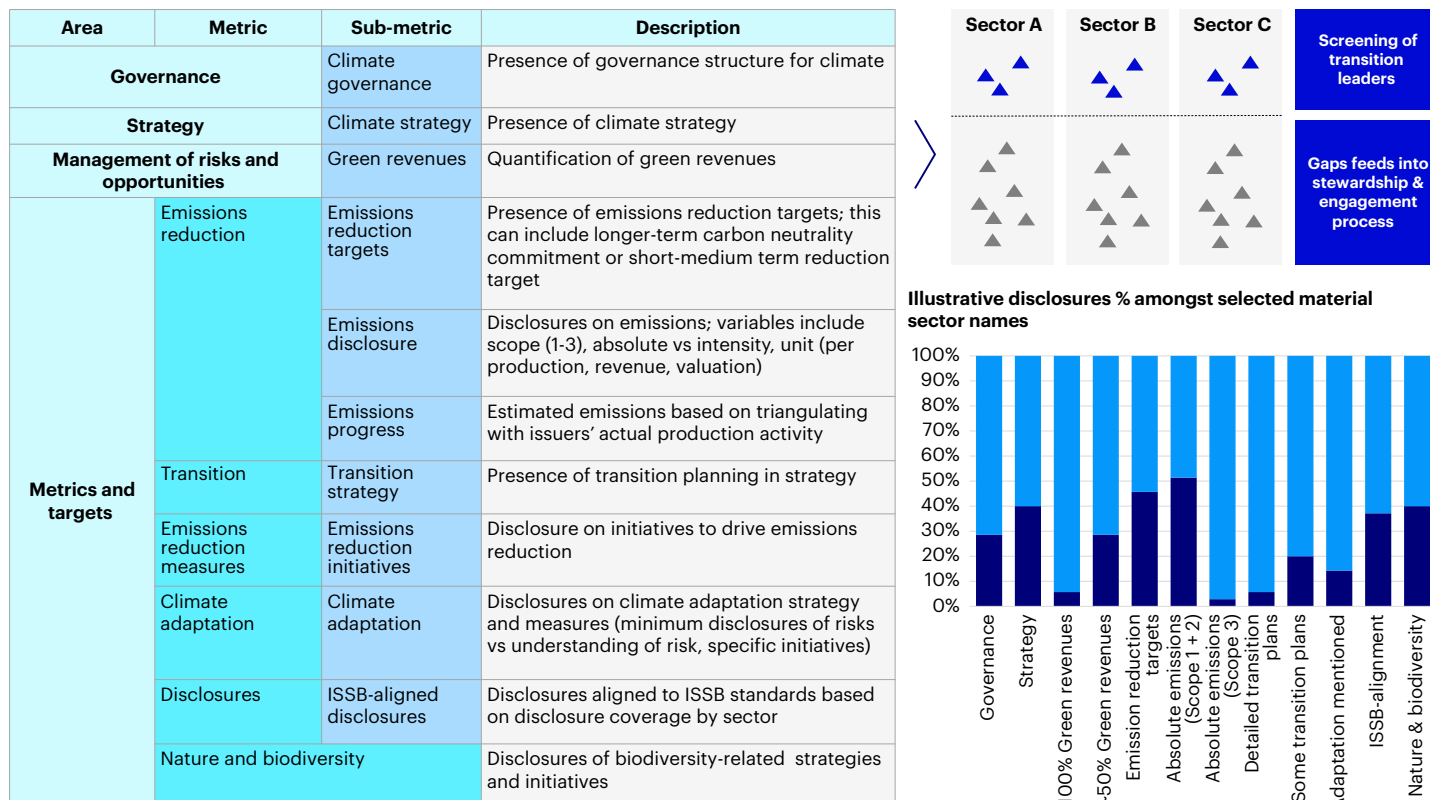 Area Metric Sub-metric Description
Governance
Climate
governance
Presence of governance structure for climate
Strategy
Climate strategy
Presence of climate strategy
Management of risks and
opportunities
Green revenues
Quantification of green revenues
Metrics and
targets
Emissions
reduction
Emissions
reduction
targets
Presence of emissions reduction targets; this
can include longer-term carbon neutrality
commitment or short-medium term reduction
target
Emissions
disclosure
Disclosures on emissions; variables include
scope (1-3), absolute vs intensity, unit (per
production, revenue, valuation)
Emissions
progress
Estimated emissions based on triangulating
with issuers’ actual production activity
Transition
Transition
strategy
Presence of transition planning in strategy
Emissions
reduction
measures
Emissions
reduction
initiatives
Disclosure on initiatives to drive emissions
reduction
Climate
adaptation
Climate
adaptation
Disclosures on climate adaptation strategy
and measures (minimum disclosures of risks
vs understanding of risk, specific initiatives)
Disclosures
ISSB-aligned
disclosures
Disclosures aligned to ISSB standards based
on disclosure coverage by sector
Nature and biodiversity
Disclosures of biodiversity-related strategies
and initiatives
Sector A Sector B Sector C
Screening of
transition
leaders
Gaps feeds into
stewardship &
engagement
process
Illustrative disclosures % amongst selected material
sector names
100%
90%
80%
70%
60%
50%
40%
30%
20%
10%
0%
Governance
Strategy
100% Green revenues
50% Green revenues
Emission reduction
targets
Absolute emissions
(Scope 1 + 2)
Absolute emissions
(Scope 3)
Detailed transition
plans
Some transition plans
Adaptation mentioned
ISSB-alignment
Nature & biodiversity